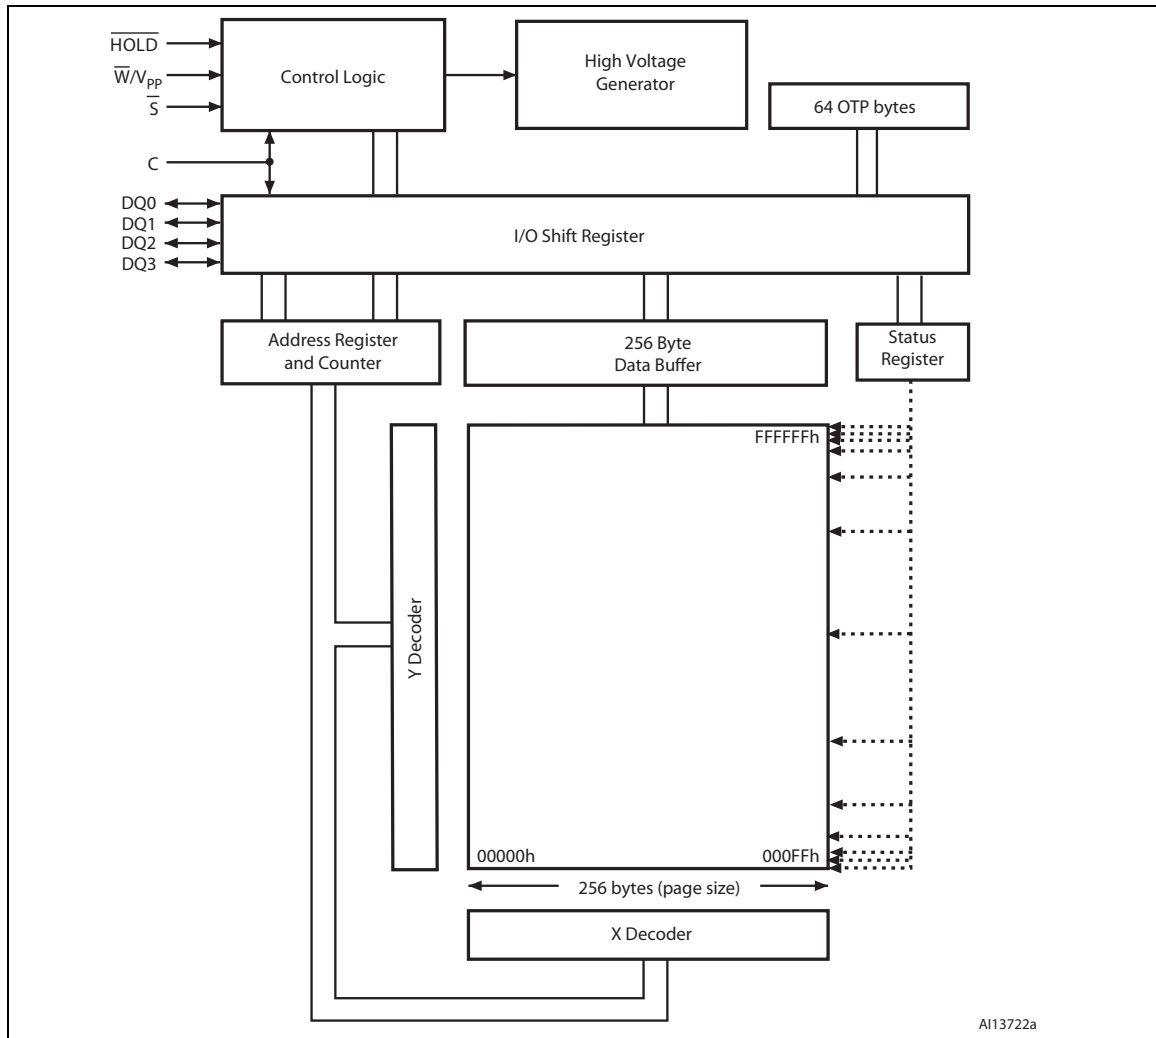 HOLD
W/VPP
S
C
DQ0
DQ1
DQ2
DQ3
Control Logic
High Voltage
Generator
64 OTP bytes
I/O Shift Register
Address Register
and Counter
256 Byte
Data Buffer
Status
Register
FFFFFFh
Y Decoder
00000h
000FFh
256 bytes (page size)
X Decoder
AI13722a